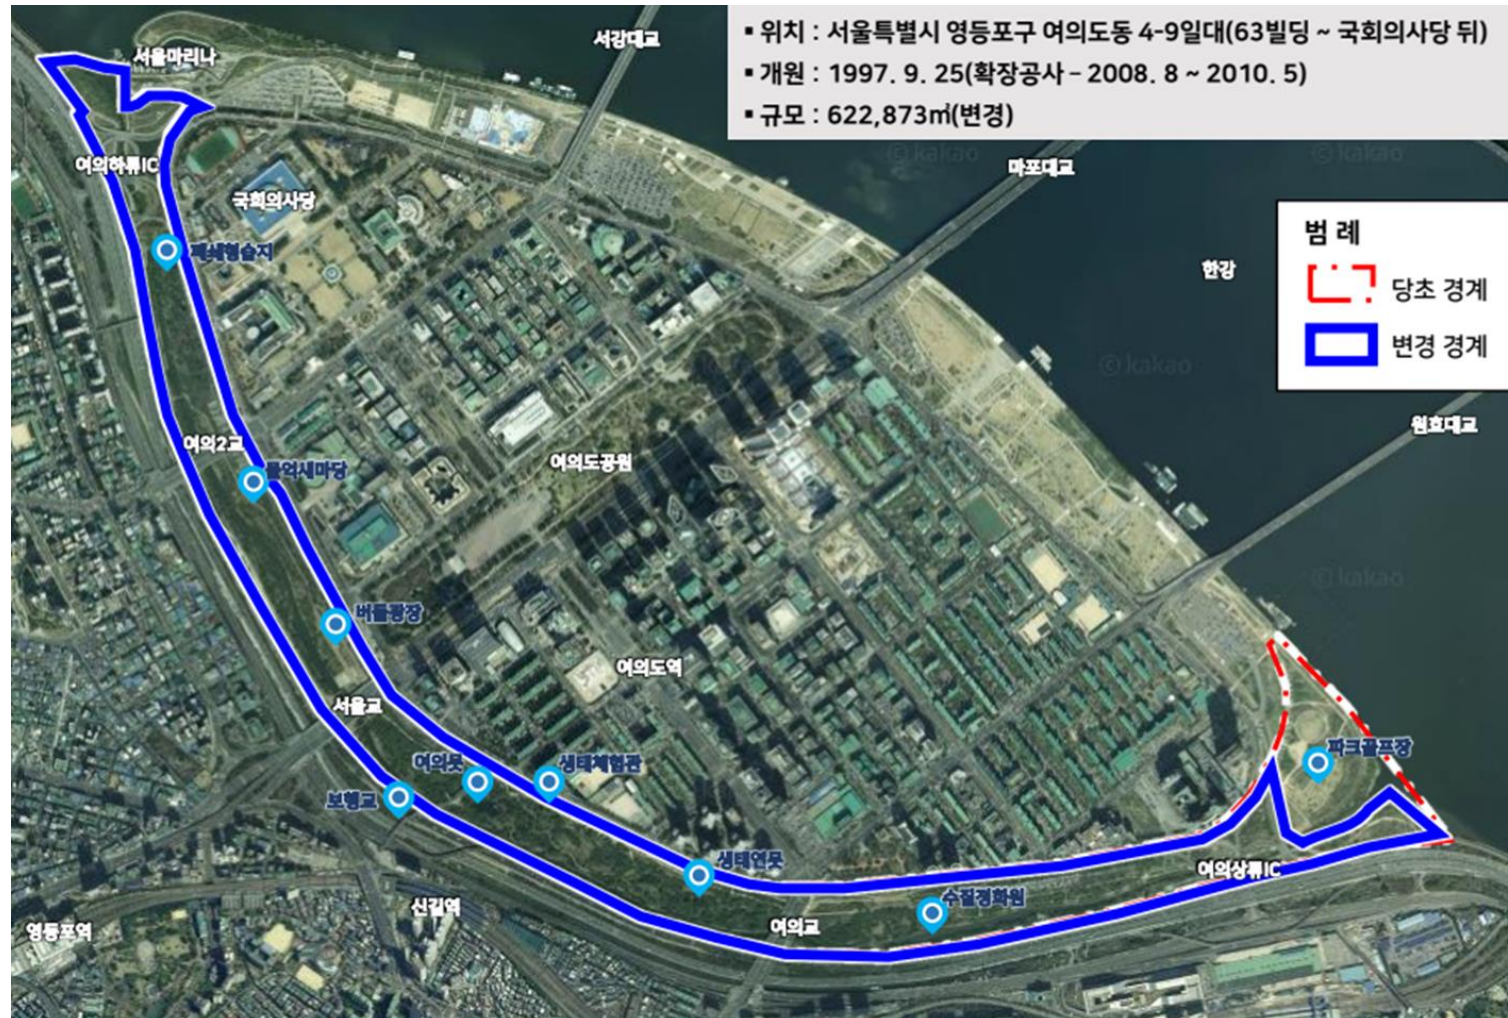 ▪ 위치 : 서울특별시 영등포구 여의도동 4-9일대(63빌딩 ~ 국회의사당 뒤)
▪ 개원 : 1997. 9. 25(확장공사 – 2008. 8 ~ 2010. 5)
▪ 규모 : 622,873㎡(변경)
서강대교
서울마리나
ⓒkakao
ⓒkakao
여의하류IC
마포대교
국회의사당
범 례
당초 경계
변경 경계
폐쇄형습지
한강
ⓒkakao
원효대교
여의2교
물억새마당
여의도공원
ⓒkakao
버들광장
여의도역
서울교
파크골프장
여의못
생태체험관
보행교
생태연못
여의상류IC
수질정화원
신길역
여의교
영등포역